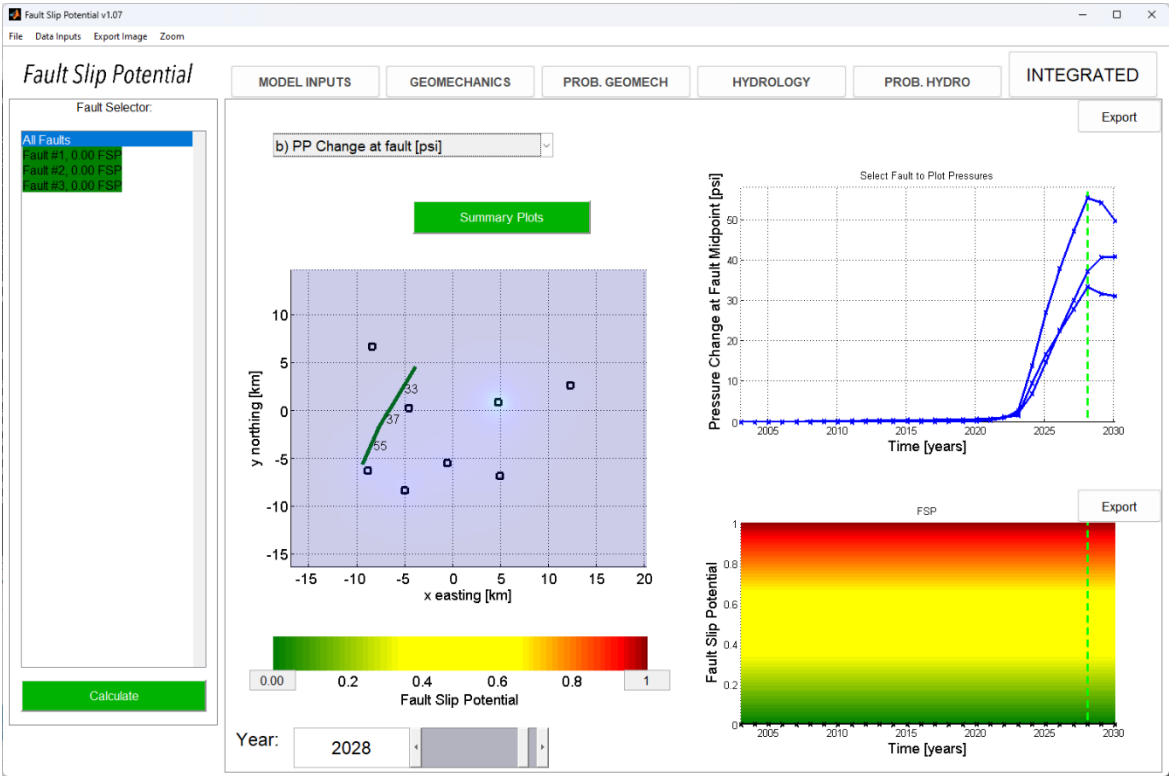 Fault Slip Potential v1.07
File Data Inputs Export Image Zoom
Fault Slip Potential
MODEL INPUTS GEOMECHANICS PROB. GEOMECH HYDROLOGY PROB. HYDRO INTEGRATED
Fault Selector:
All Faults
Fault #1, 0.00 FSP
Fault #2, 0.00 FSP
Fault #3, 0.00 FSP
Calculate
b) PP Change at fault [psi]
Summary Plots
10
5
0
-5
-10
-15
y northing [km]
33
37
55
-15 -10 -5 0 5 10 15 20
x easting [km]
0.00 0.2 0.4 0.6 0.8 1
Fault Slip Potential
Year: 2028
Export
Select Fault to Plot Pressures
Pressure Change at Fault Midpoint [psi]
50
40
30
20
10
0
2005 2010 2015 2020 2025 2030
Time [years]
Export
FSP
Fault Slip Potential
1
0.8
0.6
0.4
0.2
0
2005 2010 2015 2020 2025 2030
Time [years]